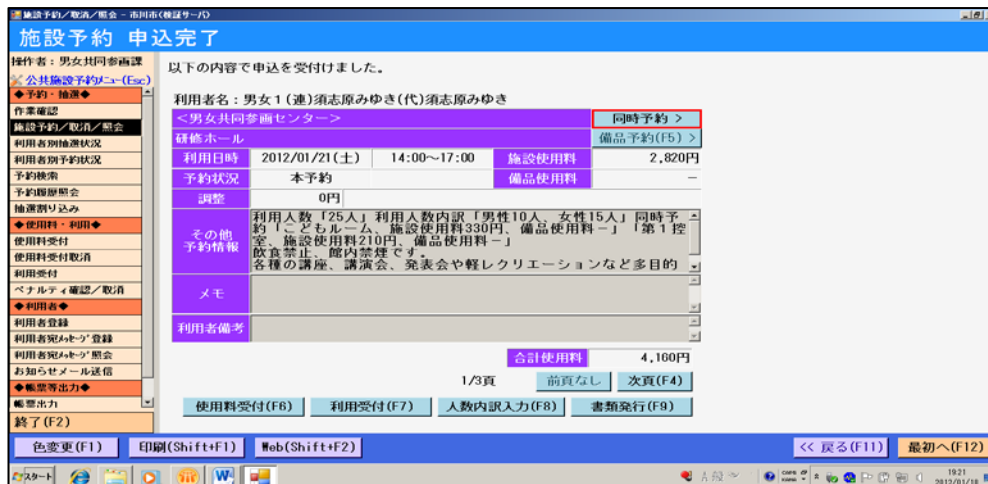 施設予約/取消/照会 - 市川市(検証サーバ)
施設予約 申込完了
操作者：男女共同参画課
公共施設予約メニュー(Esc)
◆予約・抽選◆
作業確認
施設予約/取消/照会
利用者別抽選状況
利用者別予約状況
予約検索
予約履歴照会
抽選割り込み
◆使用料・利用◆
使用料受付
使用料受付取消
利用受付
ペナルティ確認/取消
◆利用者◆
利用者登録
利用者宛メッセージ登録
利用者宛メッセージ照会
お知らせメール送信
◆帳票等出力◆
帳票出力
終了(F2)
以下の内容で申込を受付けました。
利用者名：男女1(連)須志原みゆき(代)須志原みゆき
<男女共同参画センター>
同時予約 >
研修ホール
備品予約(F5) >
利用日時 2012/01/21(土) 14:00～17:00 施設使用料 2,820円
予約状況 本予約 備品使用料 －
調整 0円
その他
予約情報
利用人数「25人」利用人数内訳「男性10人、女性15人」同時予
約「こどもルーム、施設使用料330円、備品使用料－」「第1控
室、施設使用料210円、備品使用料－」
飲食禁止、館内禁煙です。
各種の講座、講演会、発表会や軽レクリエーションなど多目的
メモ
利用者備考
合計使用料 4,100円
1/3頁 前頁なし 次頁(F4)
使用料受付(F6) 利用受付(F7) 人数内訳入力(F8) 書類発行(F9)
色変更(F1) 印刷(Shift+F1) Web(Shift+F2) << 戻る(F11) 最初へ(F12)
スタート
CAPS
KANA
19:21
2012/01/18